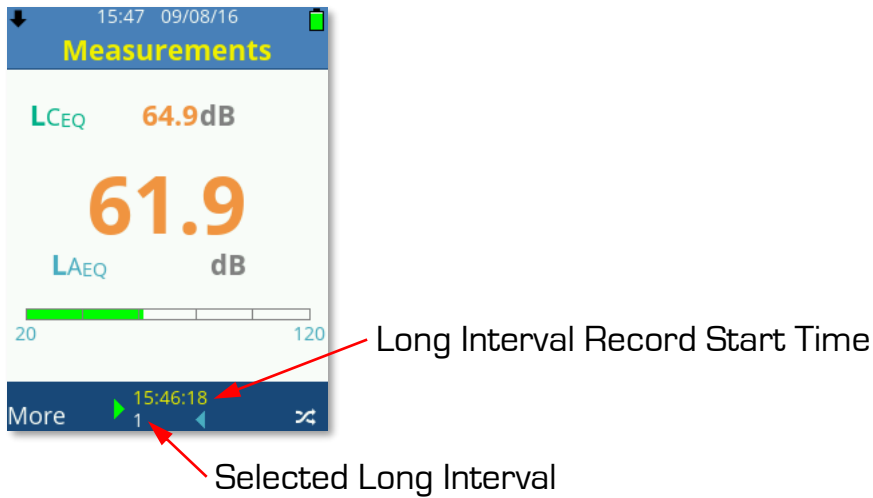 15:47 09/08/16
Measurements
LCEQ 64.9dB
61.9
LAEQ dB
20 120
Long Interval Record Start Time
15:46:18
More 1
Selected Long Interval